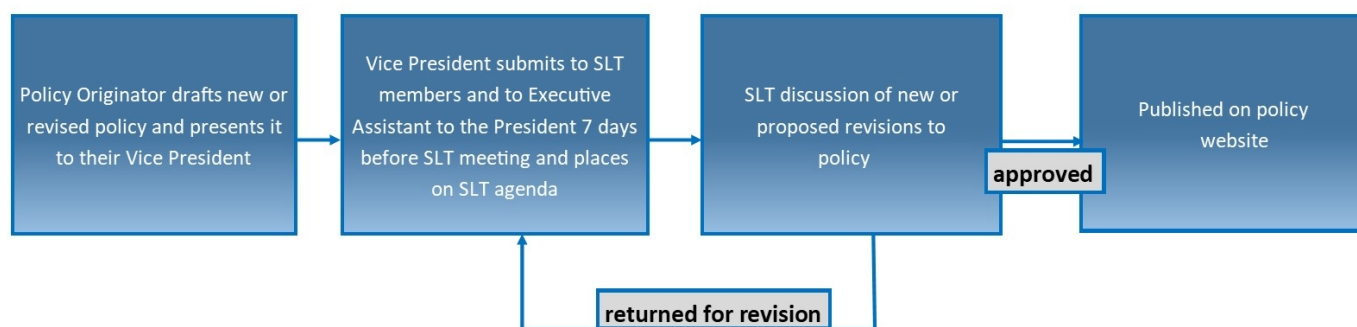 Policy Originator drafts new or
revised policy and presents it
to their Vice President
Vice President submits to SLT
members and to Executive
Assistant to the President 7 days
before SLT meeting and places
on SLT agenda
SLT discussion of new or
proposed revisions to
policy
approved
Published on policy
website
returned for revision